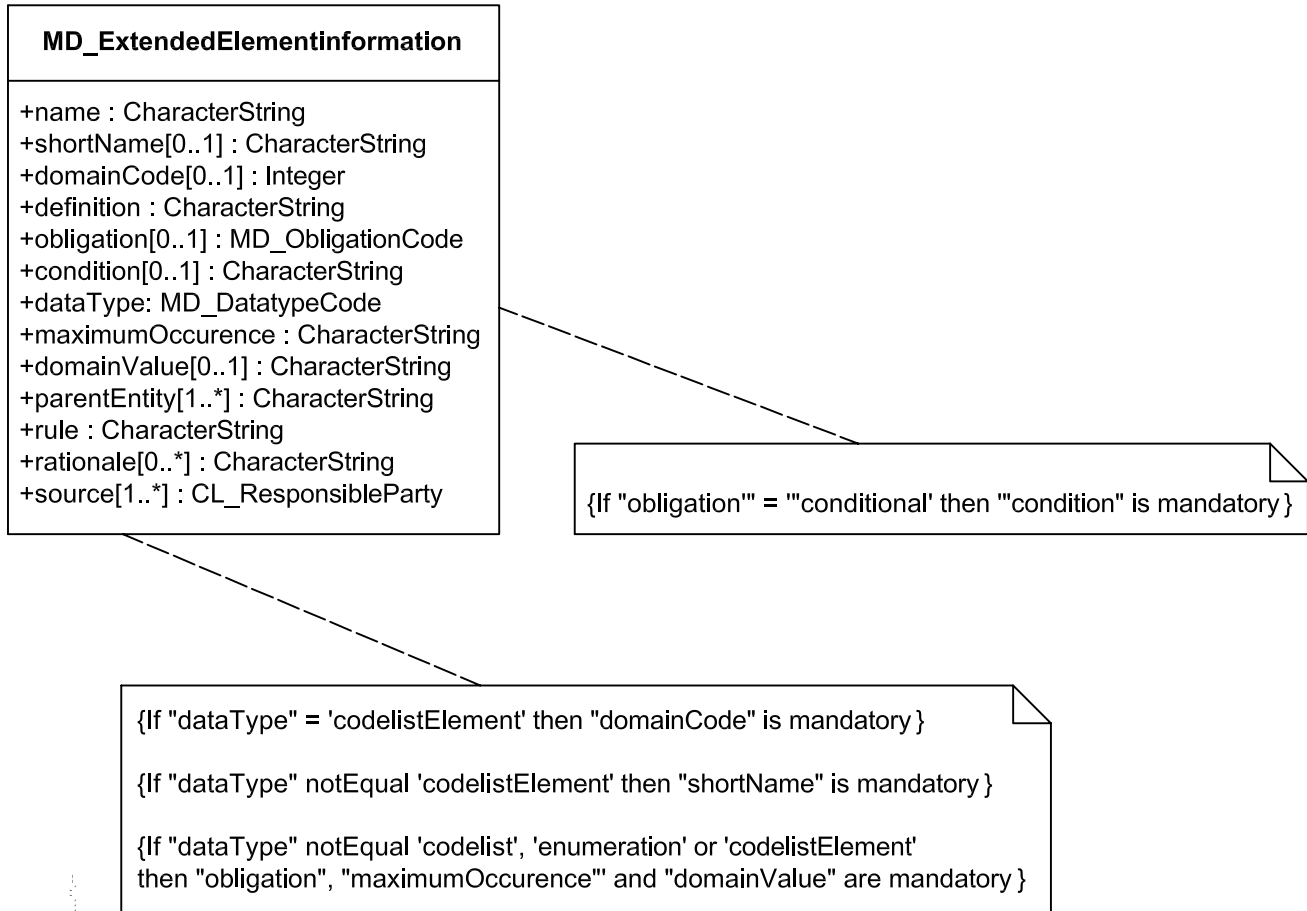 MD_ExtendedElementinformation
+name : CharacterString
+shortName[0..1] : CharacterString
+domainCode[0..1] : Integer
+definition : CharacterString
+obligation[0..1] : MD_ObligationCode
+condition[0..1] : CharacterString
+dataType: MD_DatatypeCode
+maximumOccurence : CharacterString
+domainValue[0..1] : CharacterString
+parentEntity[1..*] : CharacterString
+rule : CharacterString
+rationale[0..*] : CharacterString
+source[1..*] : CL_ResponsibleParty
{If "obligation'" = '"conditional' then '"condition" is mandatory}
{If "dataType" = 'codelistElement' then "domainCode" is mandatory}
{If "dataType" notEqual 'codelistElement' then "shortName" is mandatory}
{If "dataType" notEqual 'codelist', 'enumeration' or 'codelistElement'
then "obligation", "maximumOccurence"' and "domainValue" are mandatory}